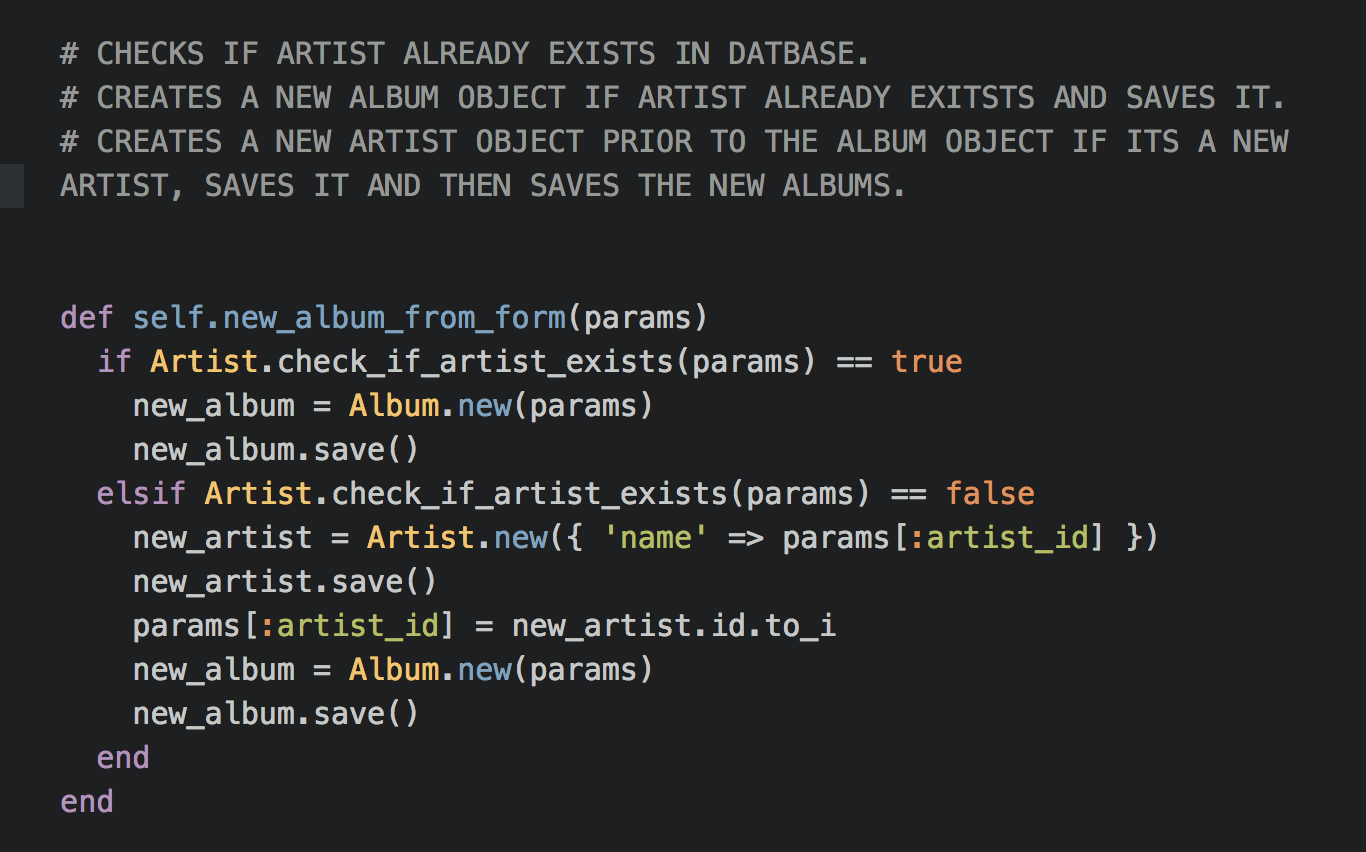 # CHECKS IF ARTIST ALREADY EXISTS IN DATBASE.
# CREATES A NEW ALBUM OBJECT IF ARTIST ALREADY EXITSTS AND SAVES IT.
# CREATES A NEW ARTIST OBJECT PRIOR TO THE ALBUM OBJECT IF ITS A NEW
ARTIST, SAVES IT AND THEN SAVES THE NEW ALBUMS.
def self.new_album_from_form(params)
  if Artist.check_if_artist_exists(params) == true
    new_album = Album.new(params)
    new_album.save()
  elsif Artist.check_if_artist_exists(params) == false
    new_artist = Artist.new({ 'name' => params[:artist_id] })
    new_artist.save()
    params[:artist_id] = new_artist.id.to_i
    new_album = Album.new(params)
    new_album.save()
  end
end